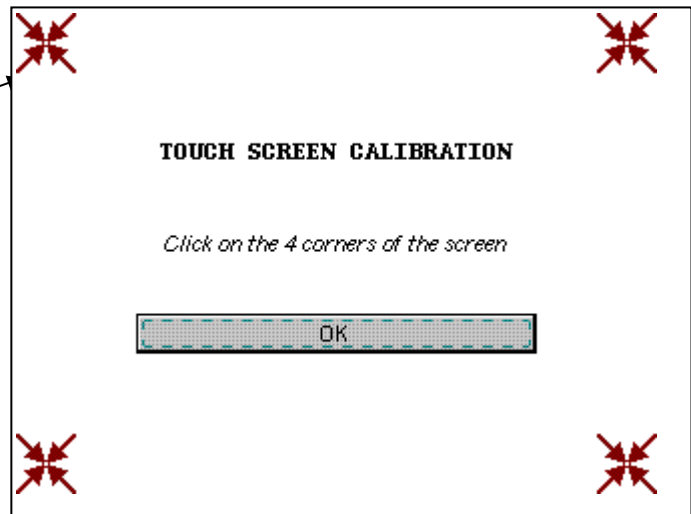 TOUCH SCREEN CALIBRATION
Click on the 4 corners of the screen
OK